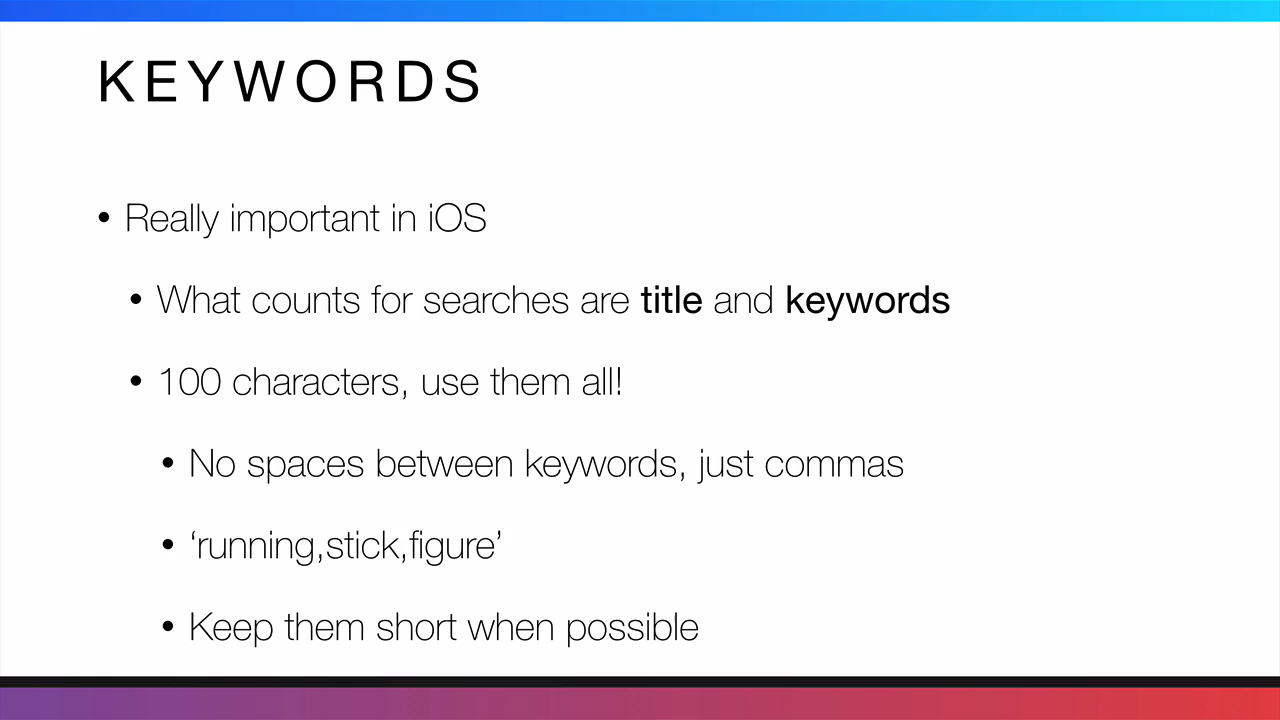 KEYWORDS
• Really important in iOS
• What counts for searches are title and keywords
• 100 characters, use them all!
• No spaces between keywords, just commas
• ‘running,stick,figure’
• Keep them short when possible